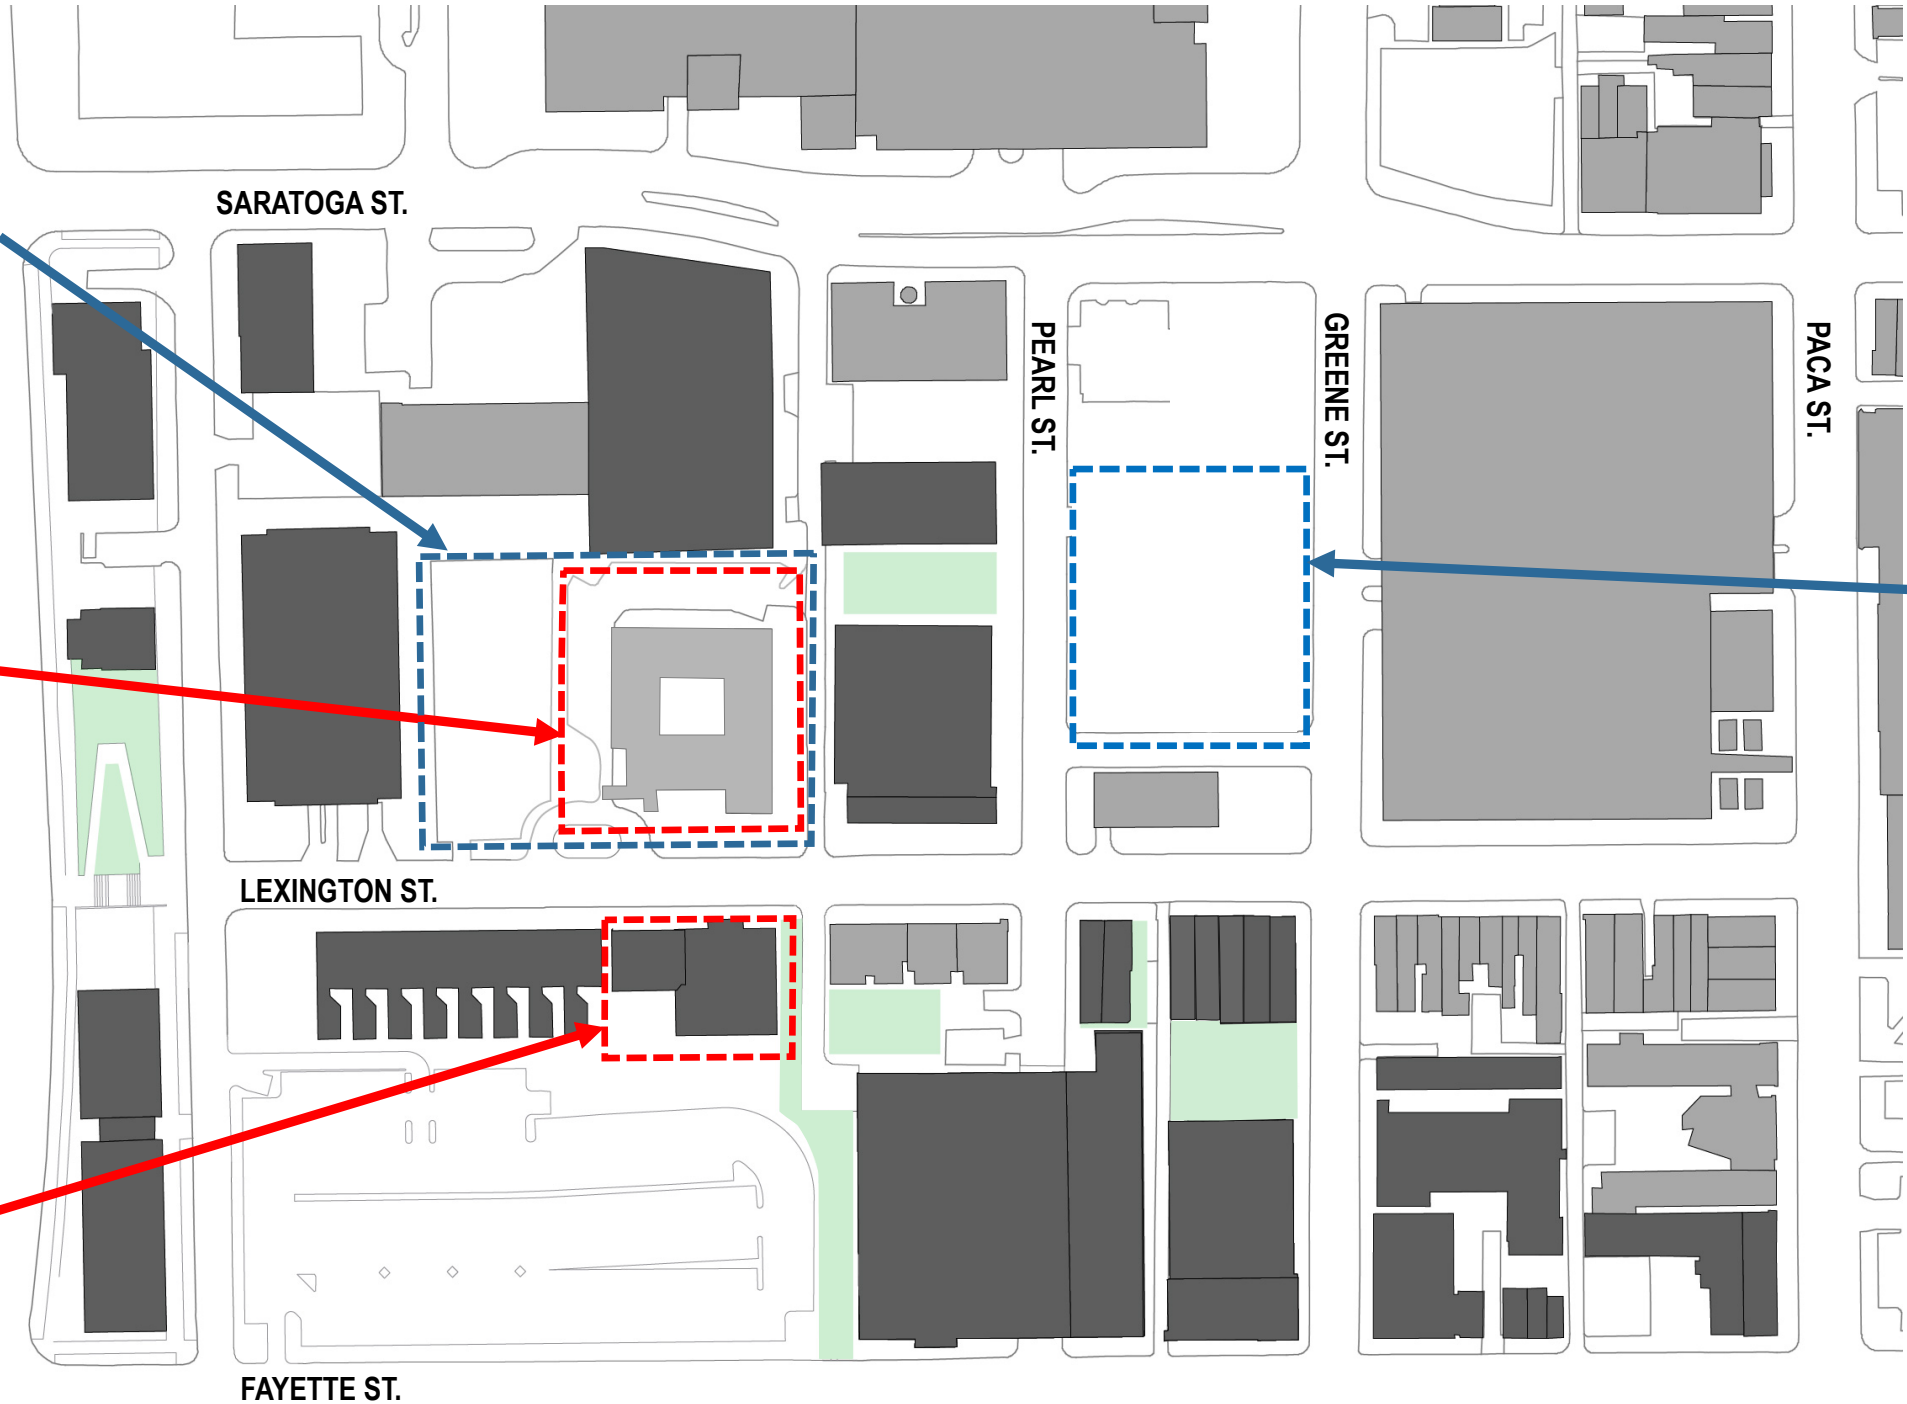 SARATOGA ST.
PEARL ST.
GREENE ST.
PACA ST.
LEXINGTON ST.
FAYETTE ST.